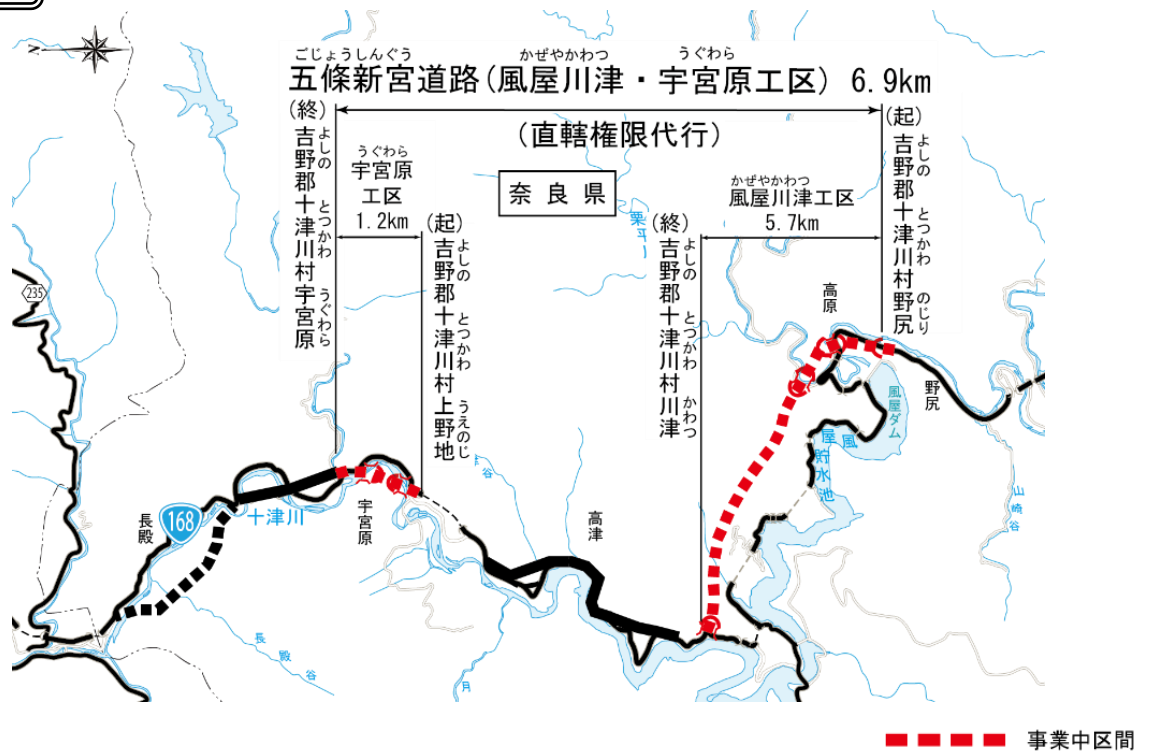 N
ごじょうしんぐう かぜやかわつ うぐわら
五條新宮道路(風屋川津・宇宮原工区) 6.9km
(直轄権限代行)
(終)
吉野郡十津川村宇宮原
よしの とつかわ うぐわら
うぐわら
宇宮原
工区
1.2km
(起)
吉野郡十津川村上野地
よしの とつかわ うえのじ
奈良県
(終)
吉野郡十津川村川津
よしの とつかわ かわつ
かぜやかわつ
風屋川津工区
5.7km
(起)
吉野郡十津川村野尻
よしの とつかわ のじり
栗平
235
高原
野尻
風屋ダム
風屋貯水池
山崎谷
長殿
168
十津川
宇宮原
谷
高津
長殿谷
月
事業中区間